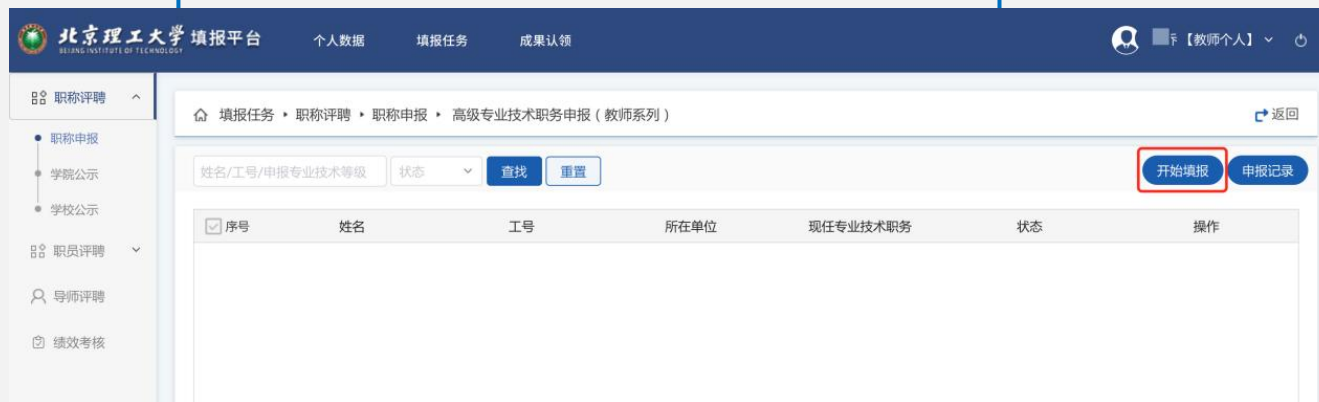 北京理工大学 填报平台 个人数据 填报任务 成果认领 【教师个人】
BEIJING INSTITUTE OF TECHNOLOGY
职称评聘
填报任务 ▸ 职称评聘 ▸ 职称申报 ▸ 高级专业技术职务申报（教师系列） 返回
职称申报
姓名/工号/申报专业技术等级 状态 查找 重置 开始填报 申报记录
学院公示
学校公示
序号 姓名 工号 所在单位 现任专业技术职务 状态 操作
职员评聘
导师评聘
绩效考核